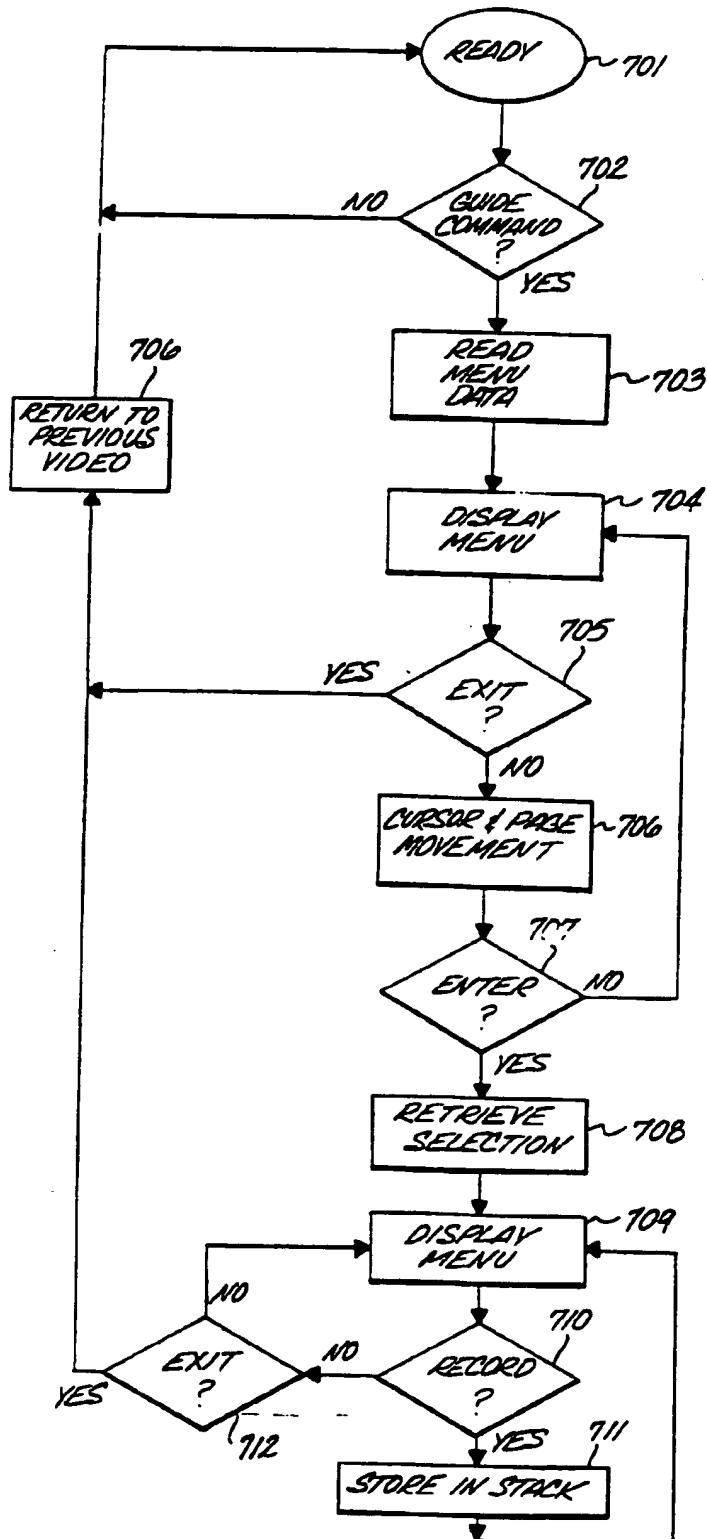 READY
701
702
GUIDE
COMMAND
?
NO
YES
READ
MENU
DATA
703
706
RETURN TO
PREVIOUS
VIDEO
704
DISPLAY
MENU
705
YES
EXIT
?
NO
CURSOR & PAGE
MOVEMENT
706
707
ENTER
?
NO
YES
RETRIEVE
SELECTION
708
709
DISPLAY
MENU
NO
710
EXIT
?
NO
RECORD
?
YES
712
YES
711
STORE IN STACK